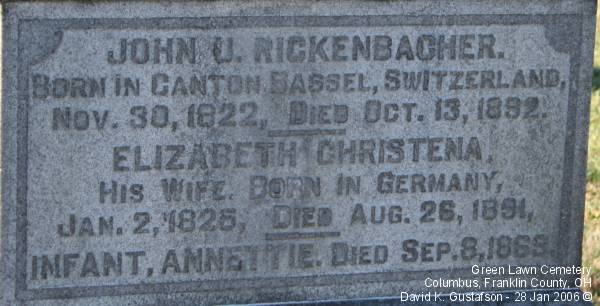 JOHN U. RICKENBACHER.
BORN IN CANTON BASSEL, SWITZERLAND,
NOV. 30, 1822, DIED OCT. 13, 1892.
ELIZABETH CHRISTENA,
HIS WIFE. BORN IN GERMANY,
JAN. 2, 1825, DIED AUG. 26, 1891,
INFANT, ANNETTIE. DIED SEP. 8. 1869
Green Lawn Cemetery
Columbus, Franklin County, OH
David K. Gustafson - 28 Jan 2006 ©